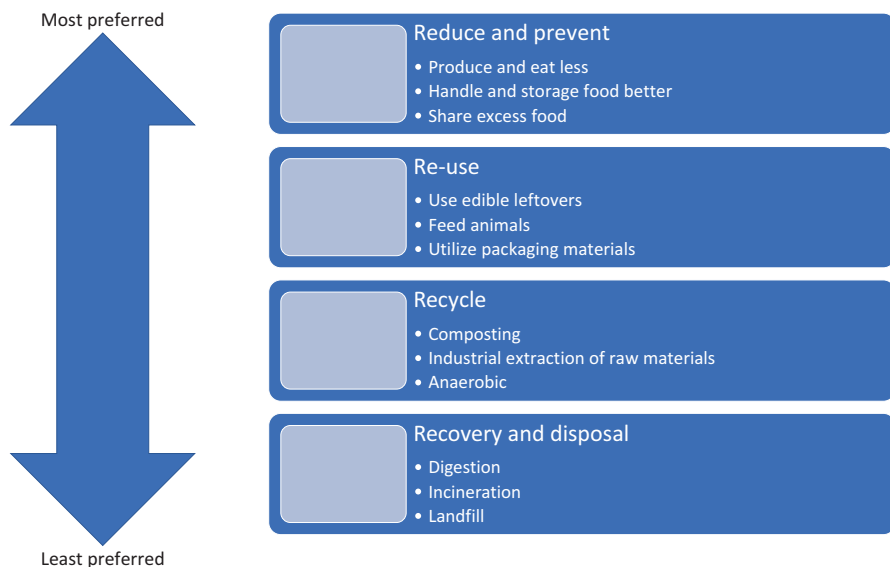 Most preferred
Reduce and prevent
• Produce and eat less
• Handle and storage food better
• Share excess food
Re-use
• Use edible leftovers
• Feed animals
• Utilize packaging materials
Recycle
• Composting
• Industrial extraction of raw materials
• Anaerobic
Recovery and disposal
• Digestion
• Incineration
• Landfill
Least preferred